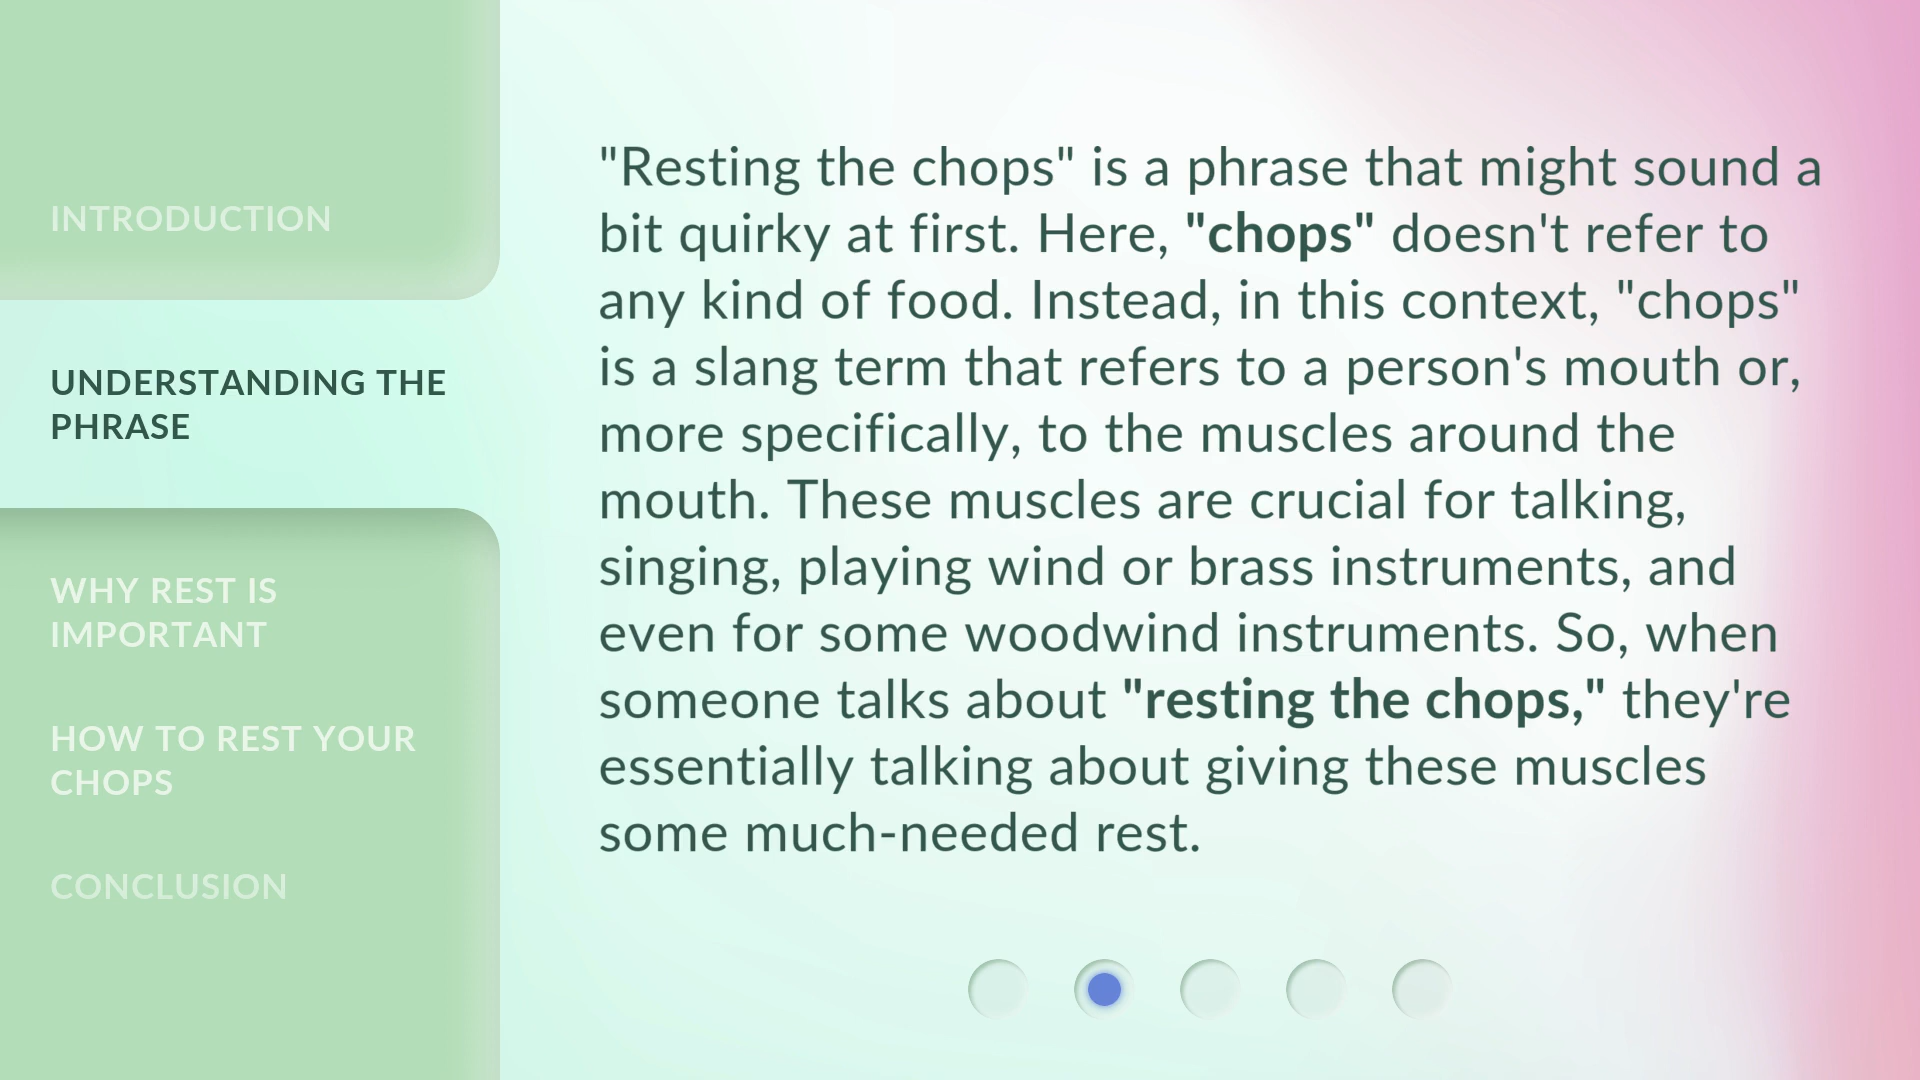 INTRODUCTION
UNDERSTANDING THE
PHRASE
WHY REST IS
IMPORTANT
HOW TO REST YOUR
CHOPS
CONCLUSION
"Resting the chops" is a phrase that might sound a
bit quirky at first. Here, "chops" doesn't refer to
any kind of food. Instead, in this context, "chops"
is a slang term that refers to a person's mouth or,
more specifically, to the muscles around the
mouth. These muscles are crucial for talking,
singing, playing wind or brass instruments, and
even for some woodwind instruments. So, when
someone talks about "resting the chops," they're
essentially talking about giving these muscles
some much-needed rest.